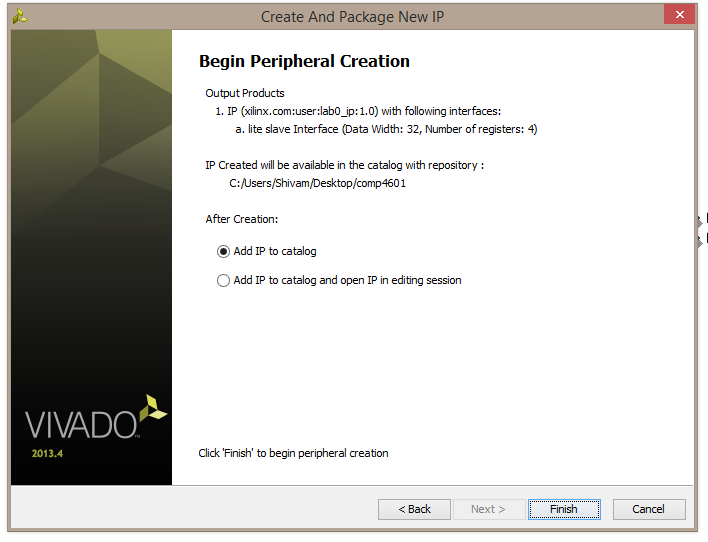 Create And Package New IP
Begin Peripheral Creation
Output Products
1. IP (xilinx.com:user:lab0_ip:1.0) with following interfaces:
a. lite slave Interface (Data Width: 32, Number of registers: 4)
IP Created will be available in the catalog with repository :
C:/Users/Shivam/Desktop/comp4601
After Creation:
Add IP to catalog
Add IP to catalog and open IP in editing session
VIVADO™
2013.4
Click 'Finish' to begin peripheral creation
< Back Next > Finish Cancel